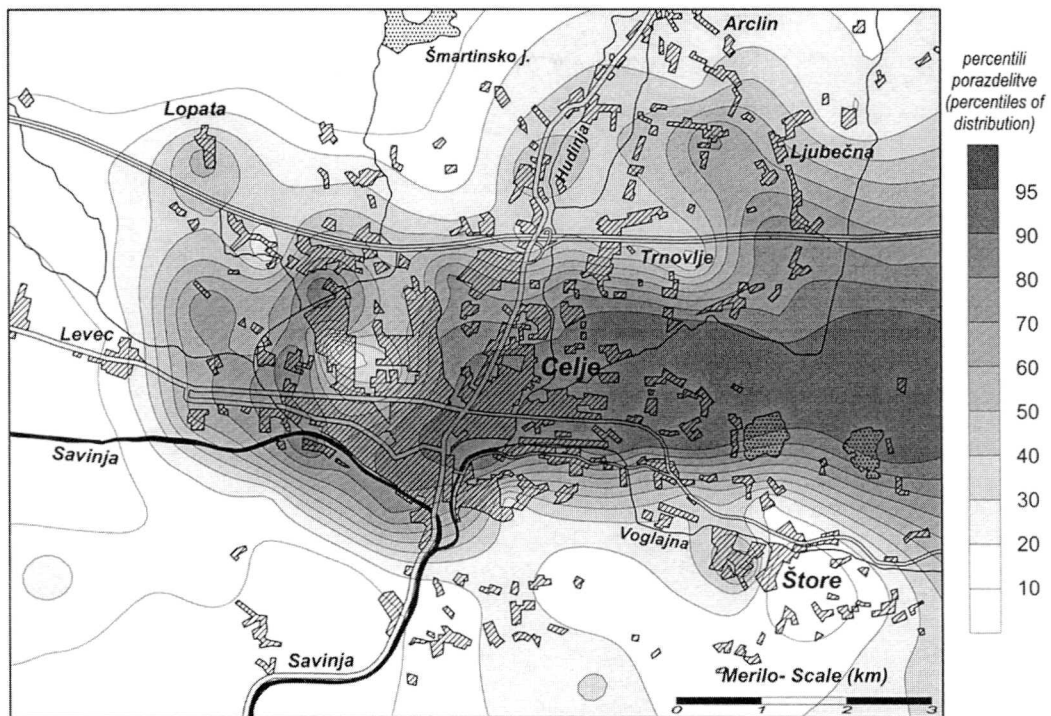 Arclin
Šmartinsko j.
Lopata
Hudinja
Ljubečna
Trnovlje
Levec
Celje
Savinja
Voglajna
Štore
Savinja
Merilo- Scale (km)
0 1 2 3
percentili
porazdelitve
(percentiles of
distribution)
95
90
80
70
60
50
40
30
20
10